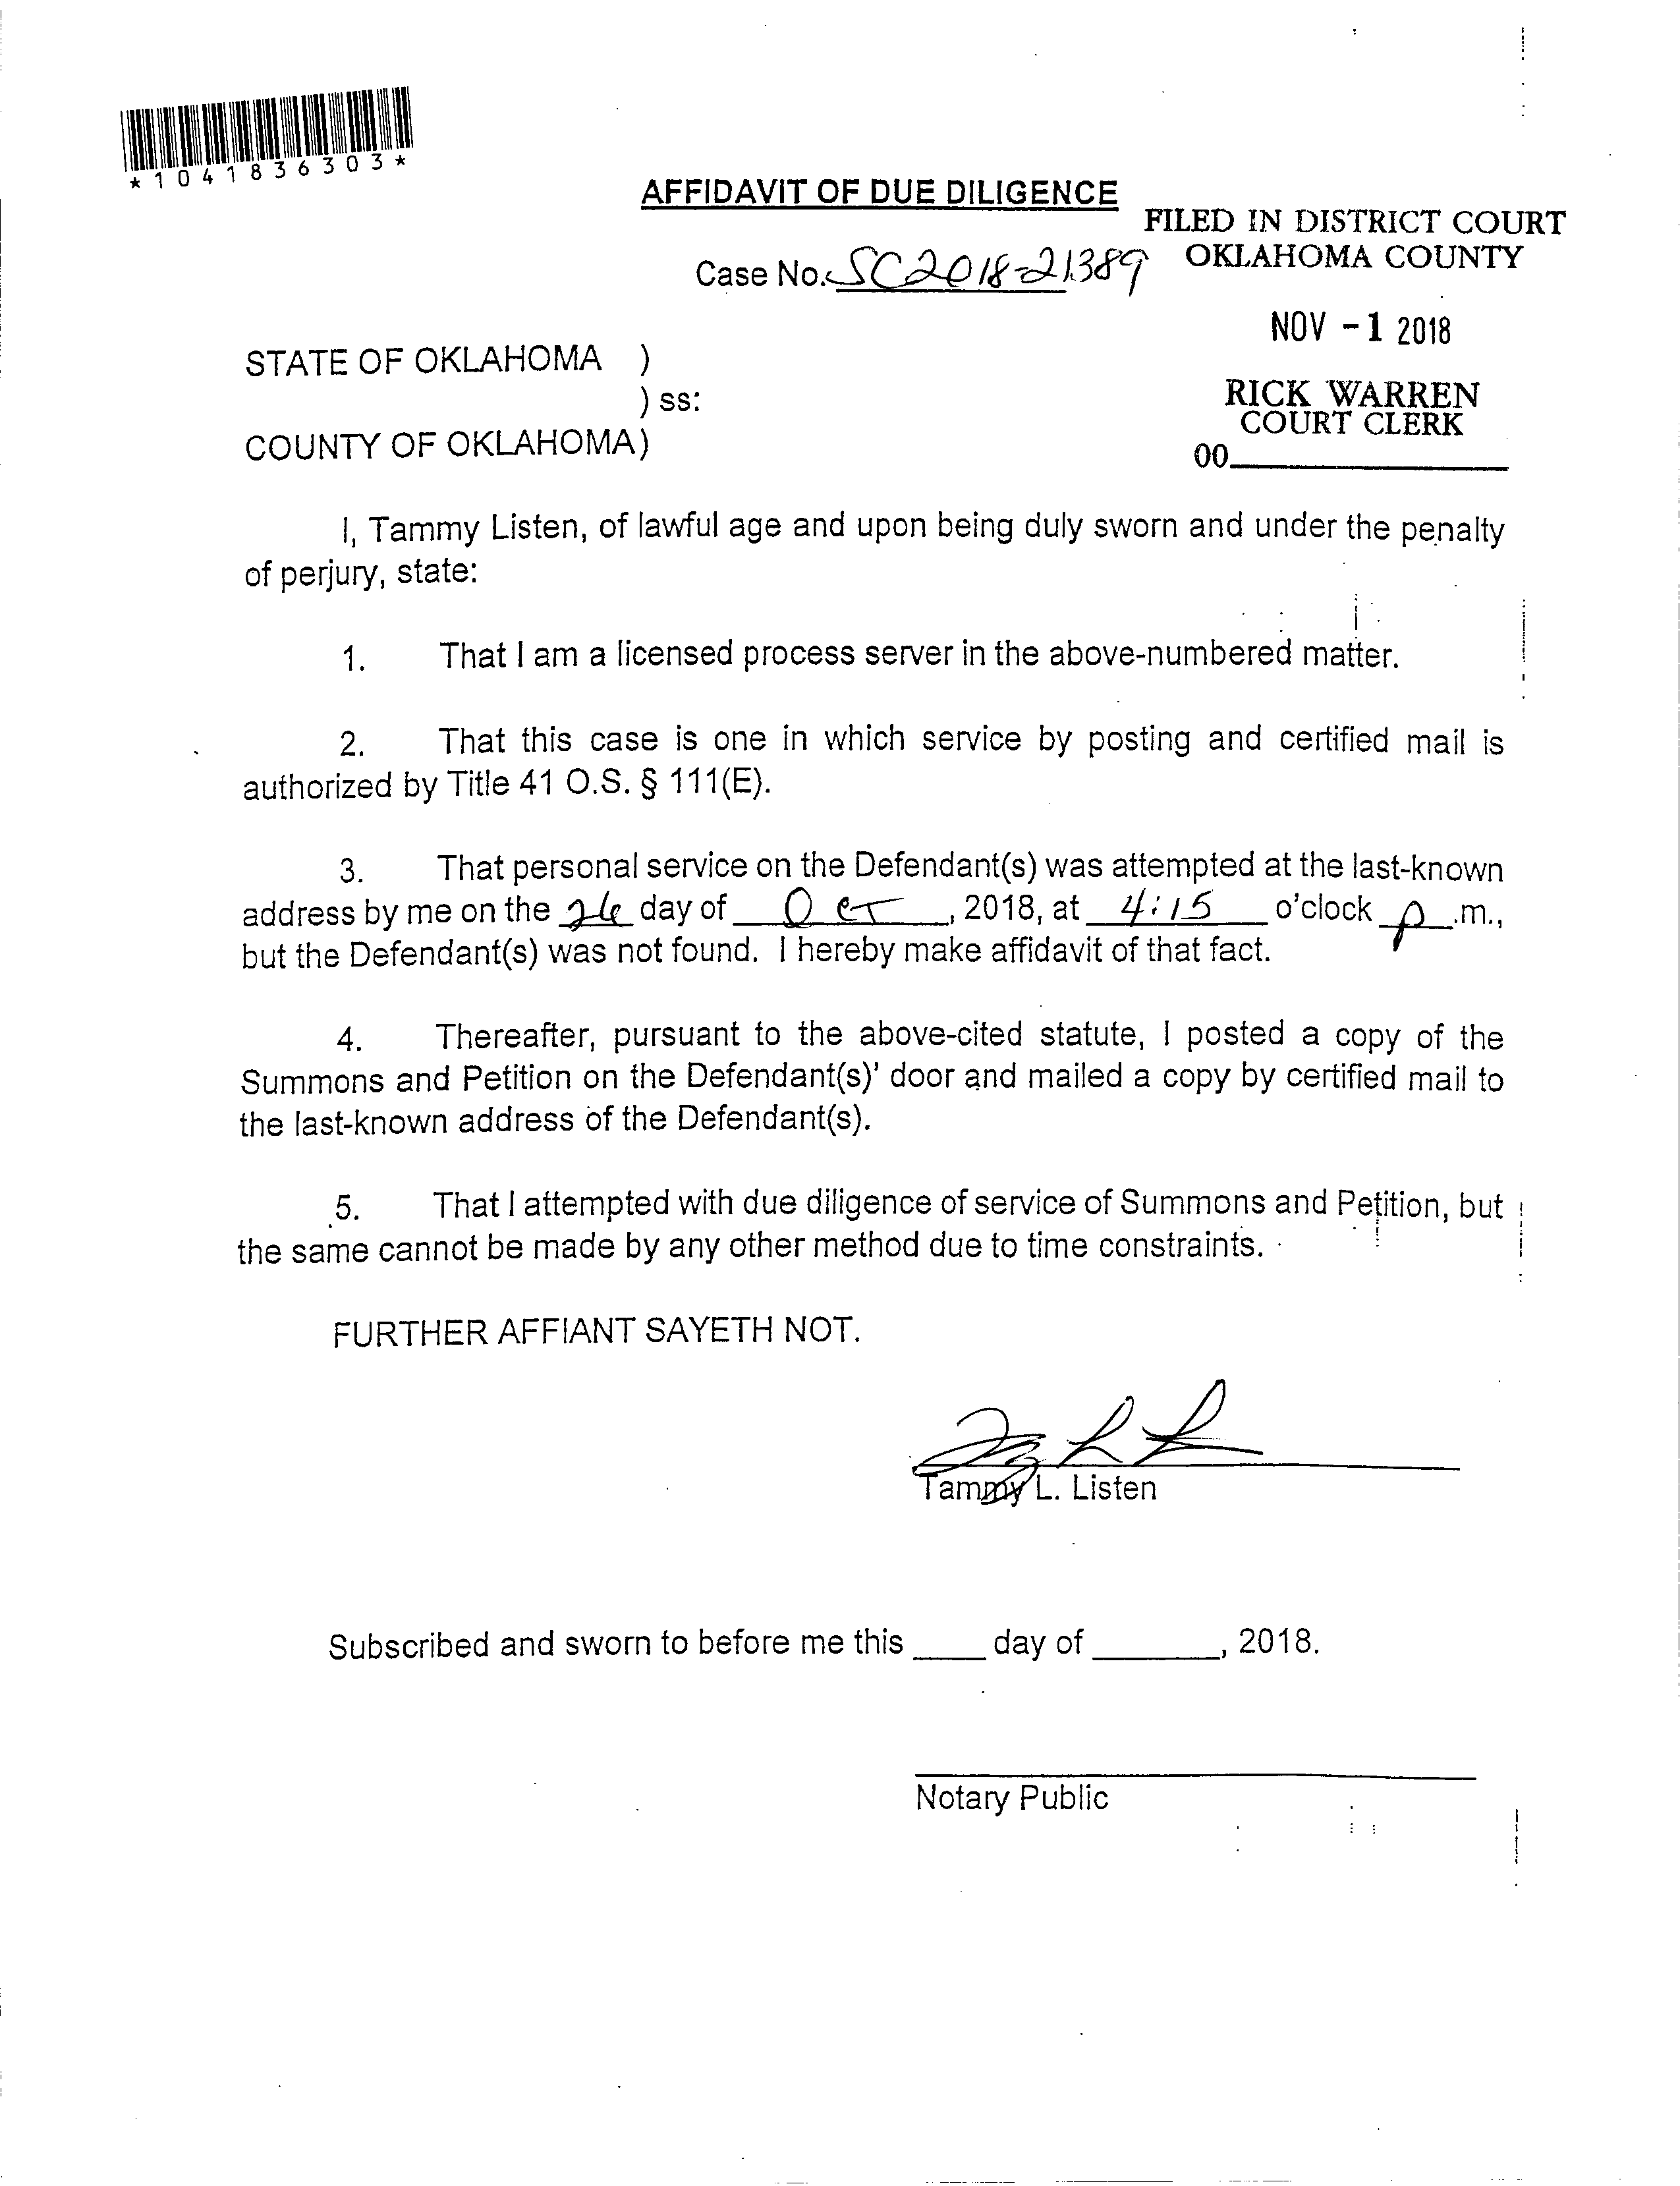 *1041836303*
AFFIDAVIT OF DUE DILIGENCE
FILED IN DISTRICT COURT
OKLAHOMA COUNTY
Case No. SC2018-21389
NOV -1 2018
STATE OF OKLAHOMA )
) ss:
COUNTY OF OKLAHOMA)
RICK WARREN
COURT CLERK
00
I, Tammy Listen, of lawful age and upon being duly sworn and under the penalty
of perjury, state:
1. That I am a licensed process server in the above-numbered matter.
2. That this case is one in which service by posting and certified mail is
authorized by Title 41 O.S. § 111(E).
3. That personal service on the Defendant(s) was attempted at the last-known
address by me on the 26 day of Oct, 2018, at 4:15 o'clock p.m.,
but the Defendant(s) was not found. I hereby make affidavit of that fact.
4. Thereafter, pursuant to the above-cited statute, I posted a copy of the
Summons and Petition on the Defendant(s)' door and mailed a copy by certified mail to
the last-known address of the Defendant(s).
5. That I attempted with due diligence of service of Summons and Petition, but
the same cannot be made by any other method due to time constraints.
FURTHER AFFIANT SAYETH NOT.
Tammy L. Listen
Subscribed and sworn to before me this ____ day of _______, 2018.
Notary Public